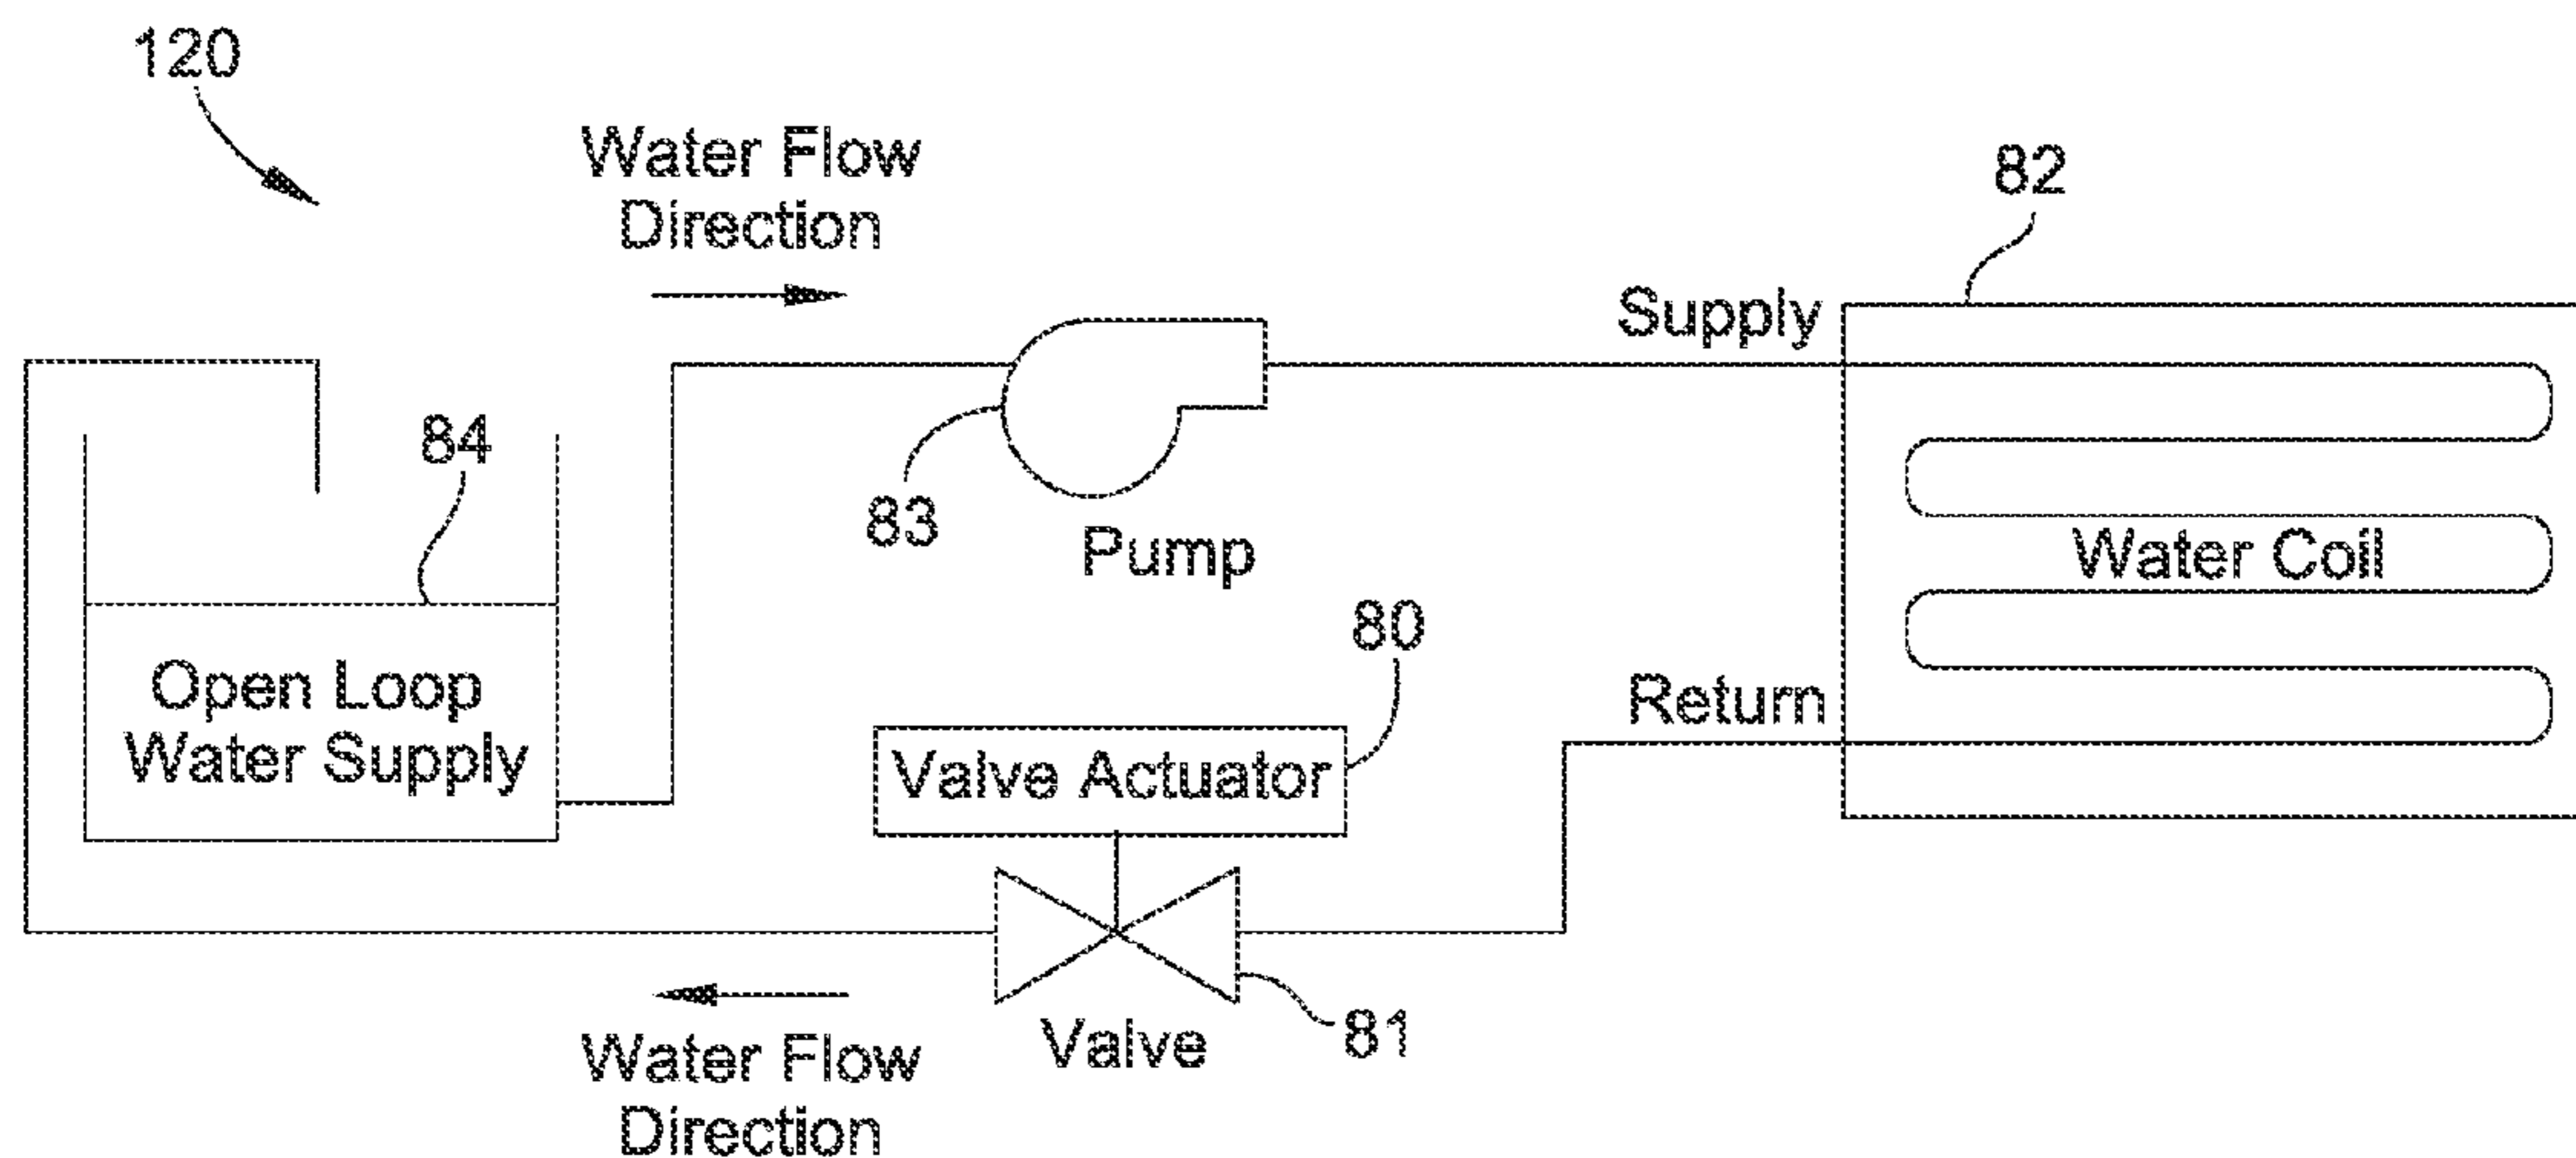 120
Water Flow
Direction
82
Supply
84
83
Pump
Water Coil
80
Open Loop
Water Supply
Return
Valve Actuator
81
Valve
Water Flow
Direction